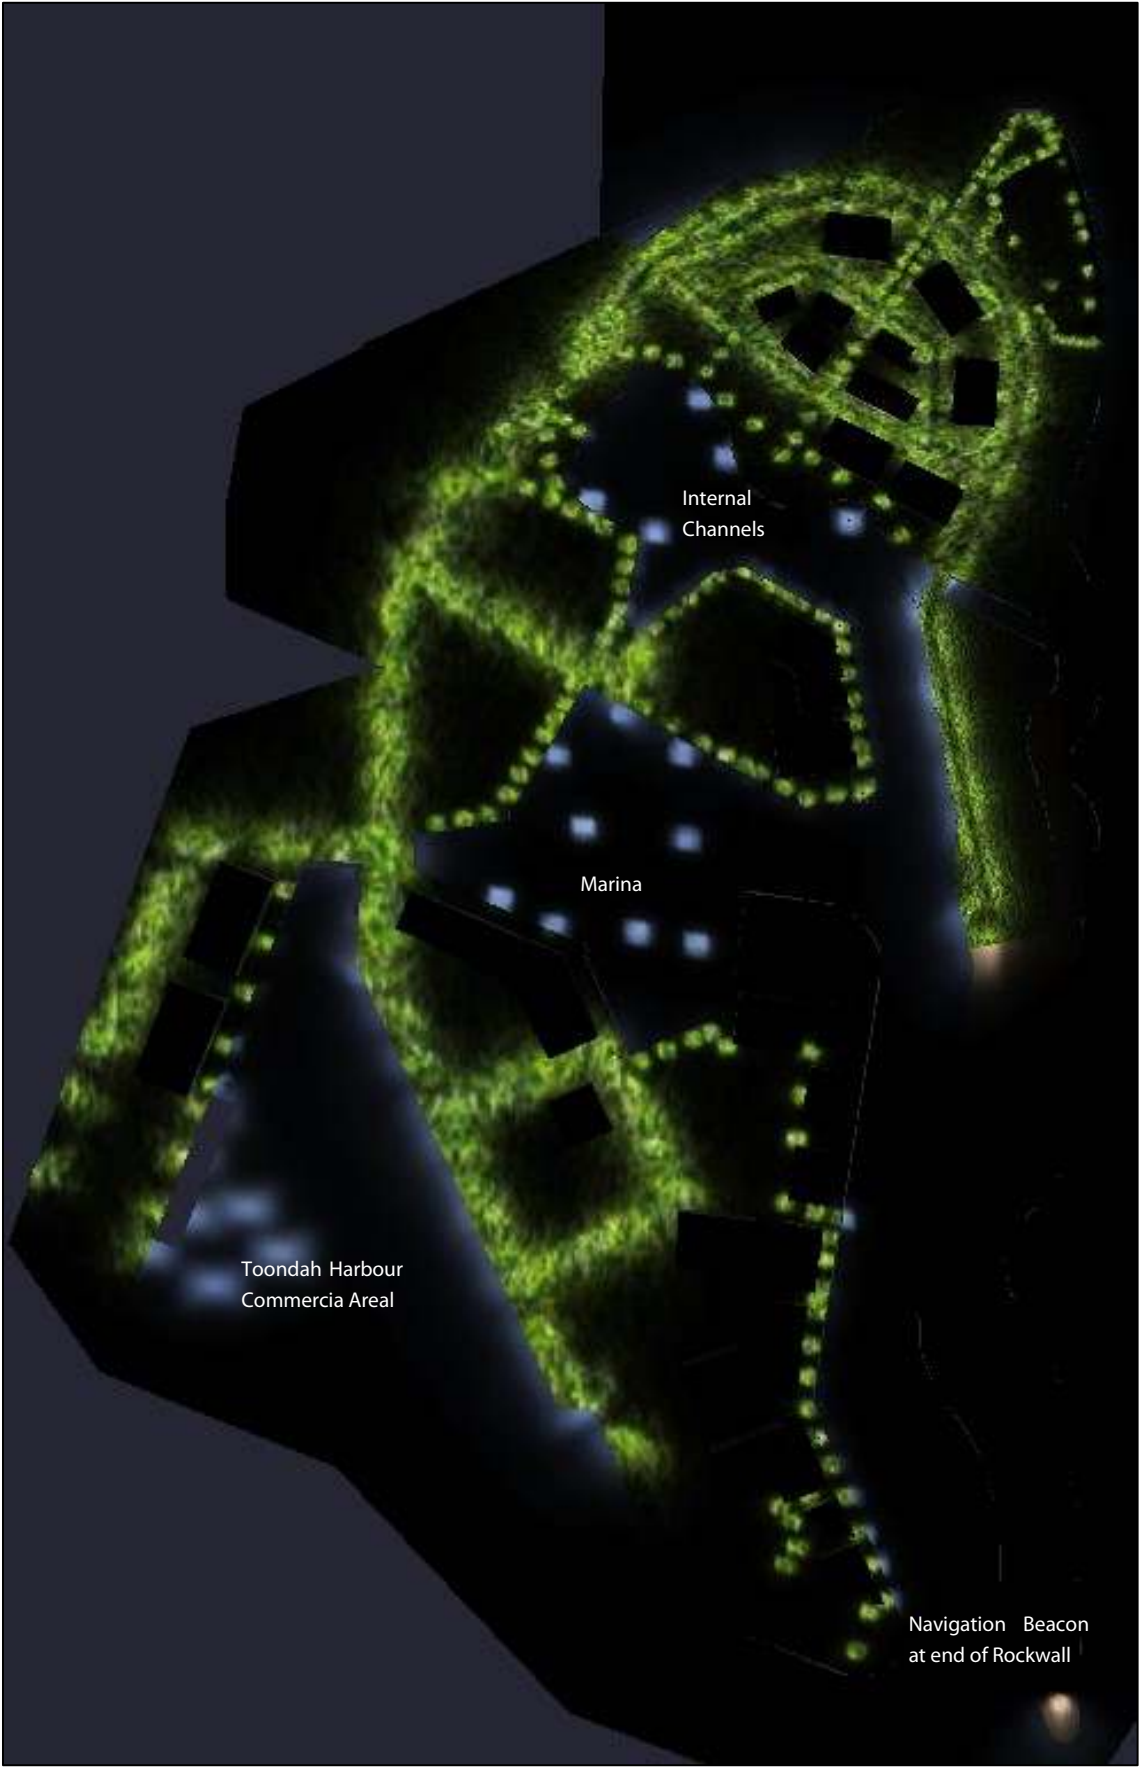 Internal
Channels
Marina
Toondah Harbour
Commercia Areal
Navigation Beacon
at end of Rockwall